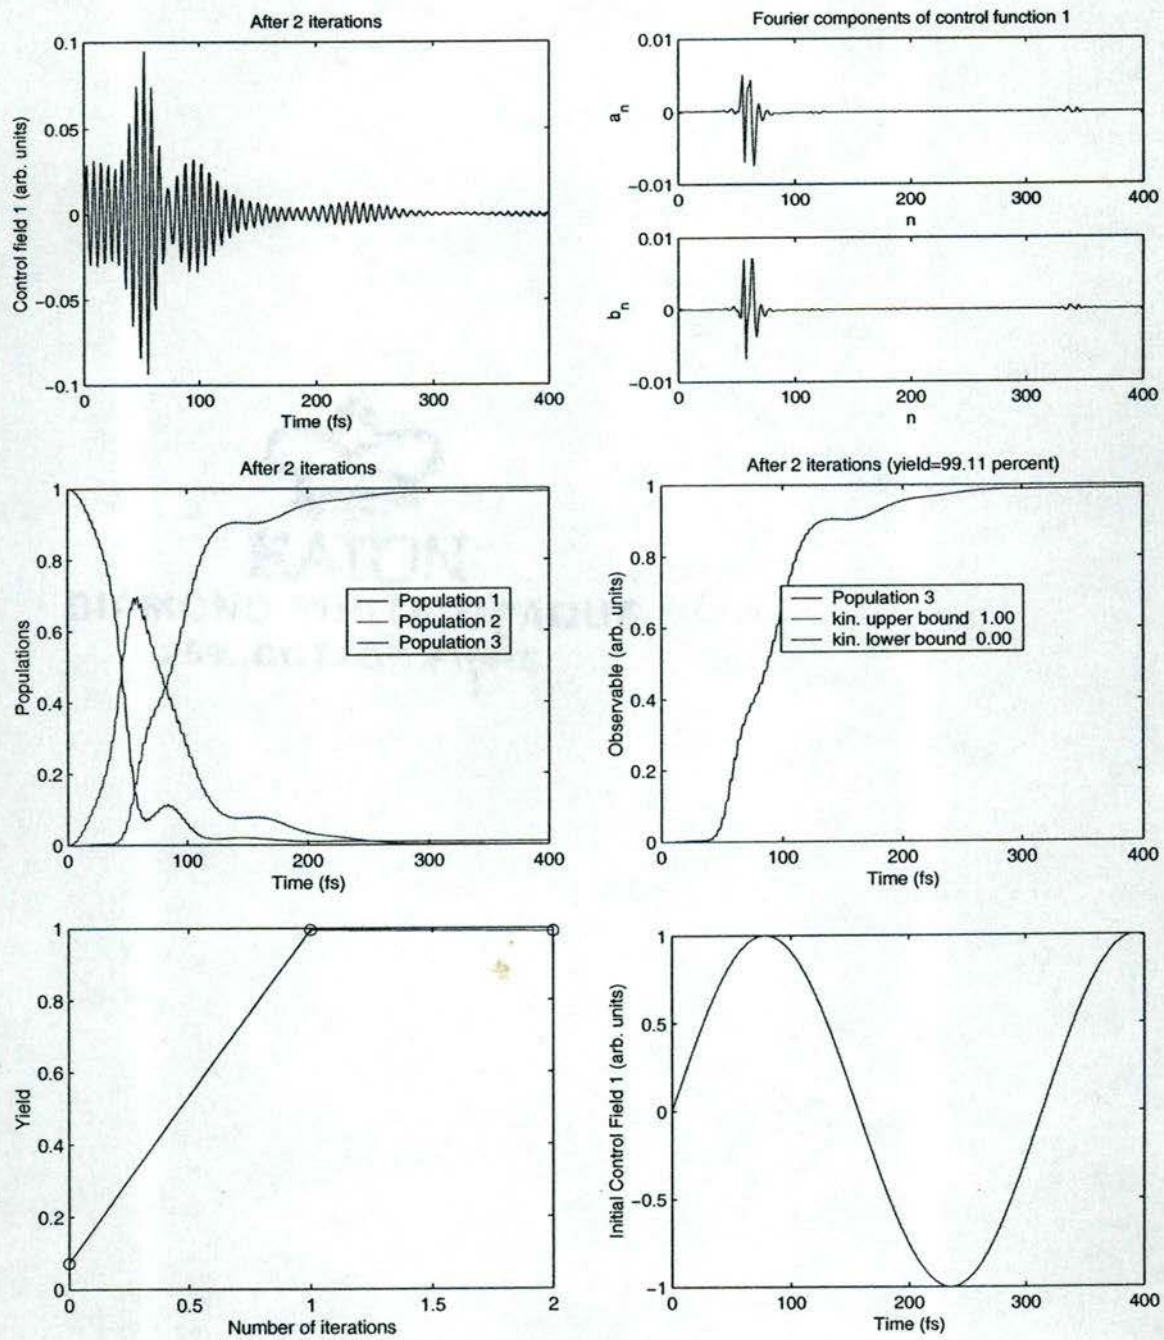 After 2 iterations
Control field 1 (arb. units)
0.1
0.05
0
−0.05
−0.1
0 100 200 300 400
Time (fs)
Fourier components of control function 1
a_n
0.01
0
−0.01
0 100 200 300 400
n
b_n
0.01
0
−0.01
0 100 200 300 400
n
After 2 iterations
Populations
1
0.8
0.6
0.4
0.2
0
Population 1
Population 2
Population 3
0 100 200 300 400
Time (fs)
After 2 iterations (yield=99.11 percent)
Observable (arb. units)
1
0.8
0.6
0.4
0.2
0
Population 3
kin. upper bound 1.00
kin. lower bound 0.00
0 100 200 300 400
Time (fs)
Yield
1
0.8
0.6
0.4
0.2
0
0 0.5 1 1.5 2
Number of iterations
Initial Control Field 1 (arb. units)
1
0.5
0
−0.5
−1
0 100 200 300 400
Time (fs)